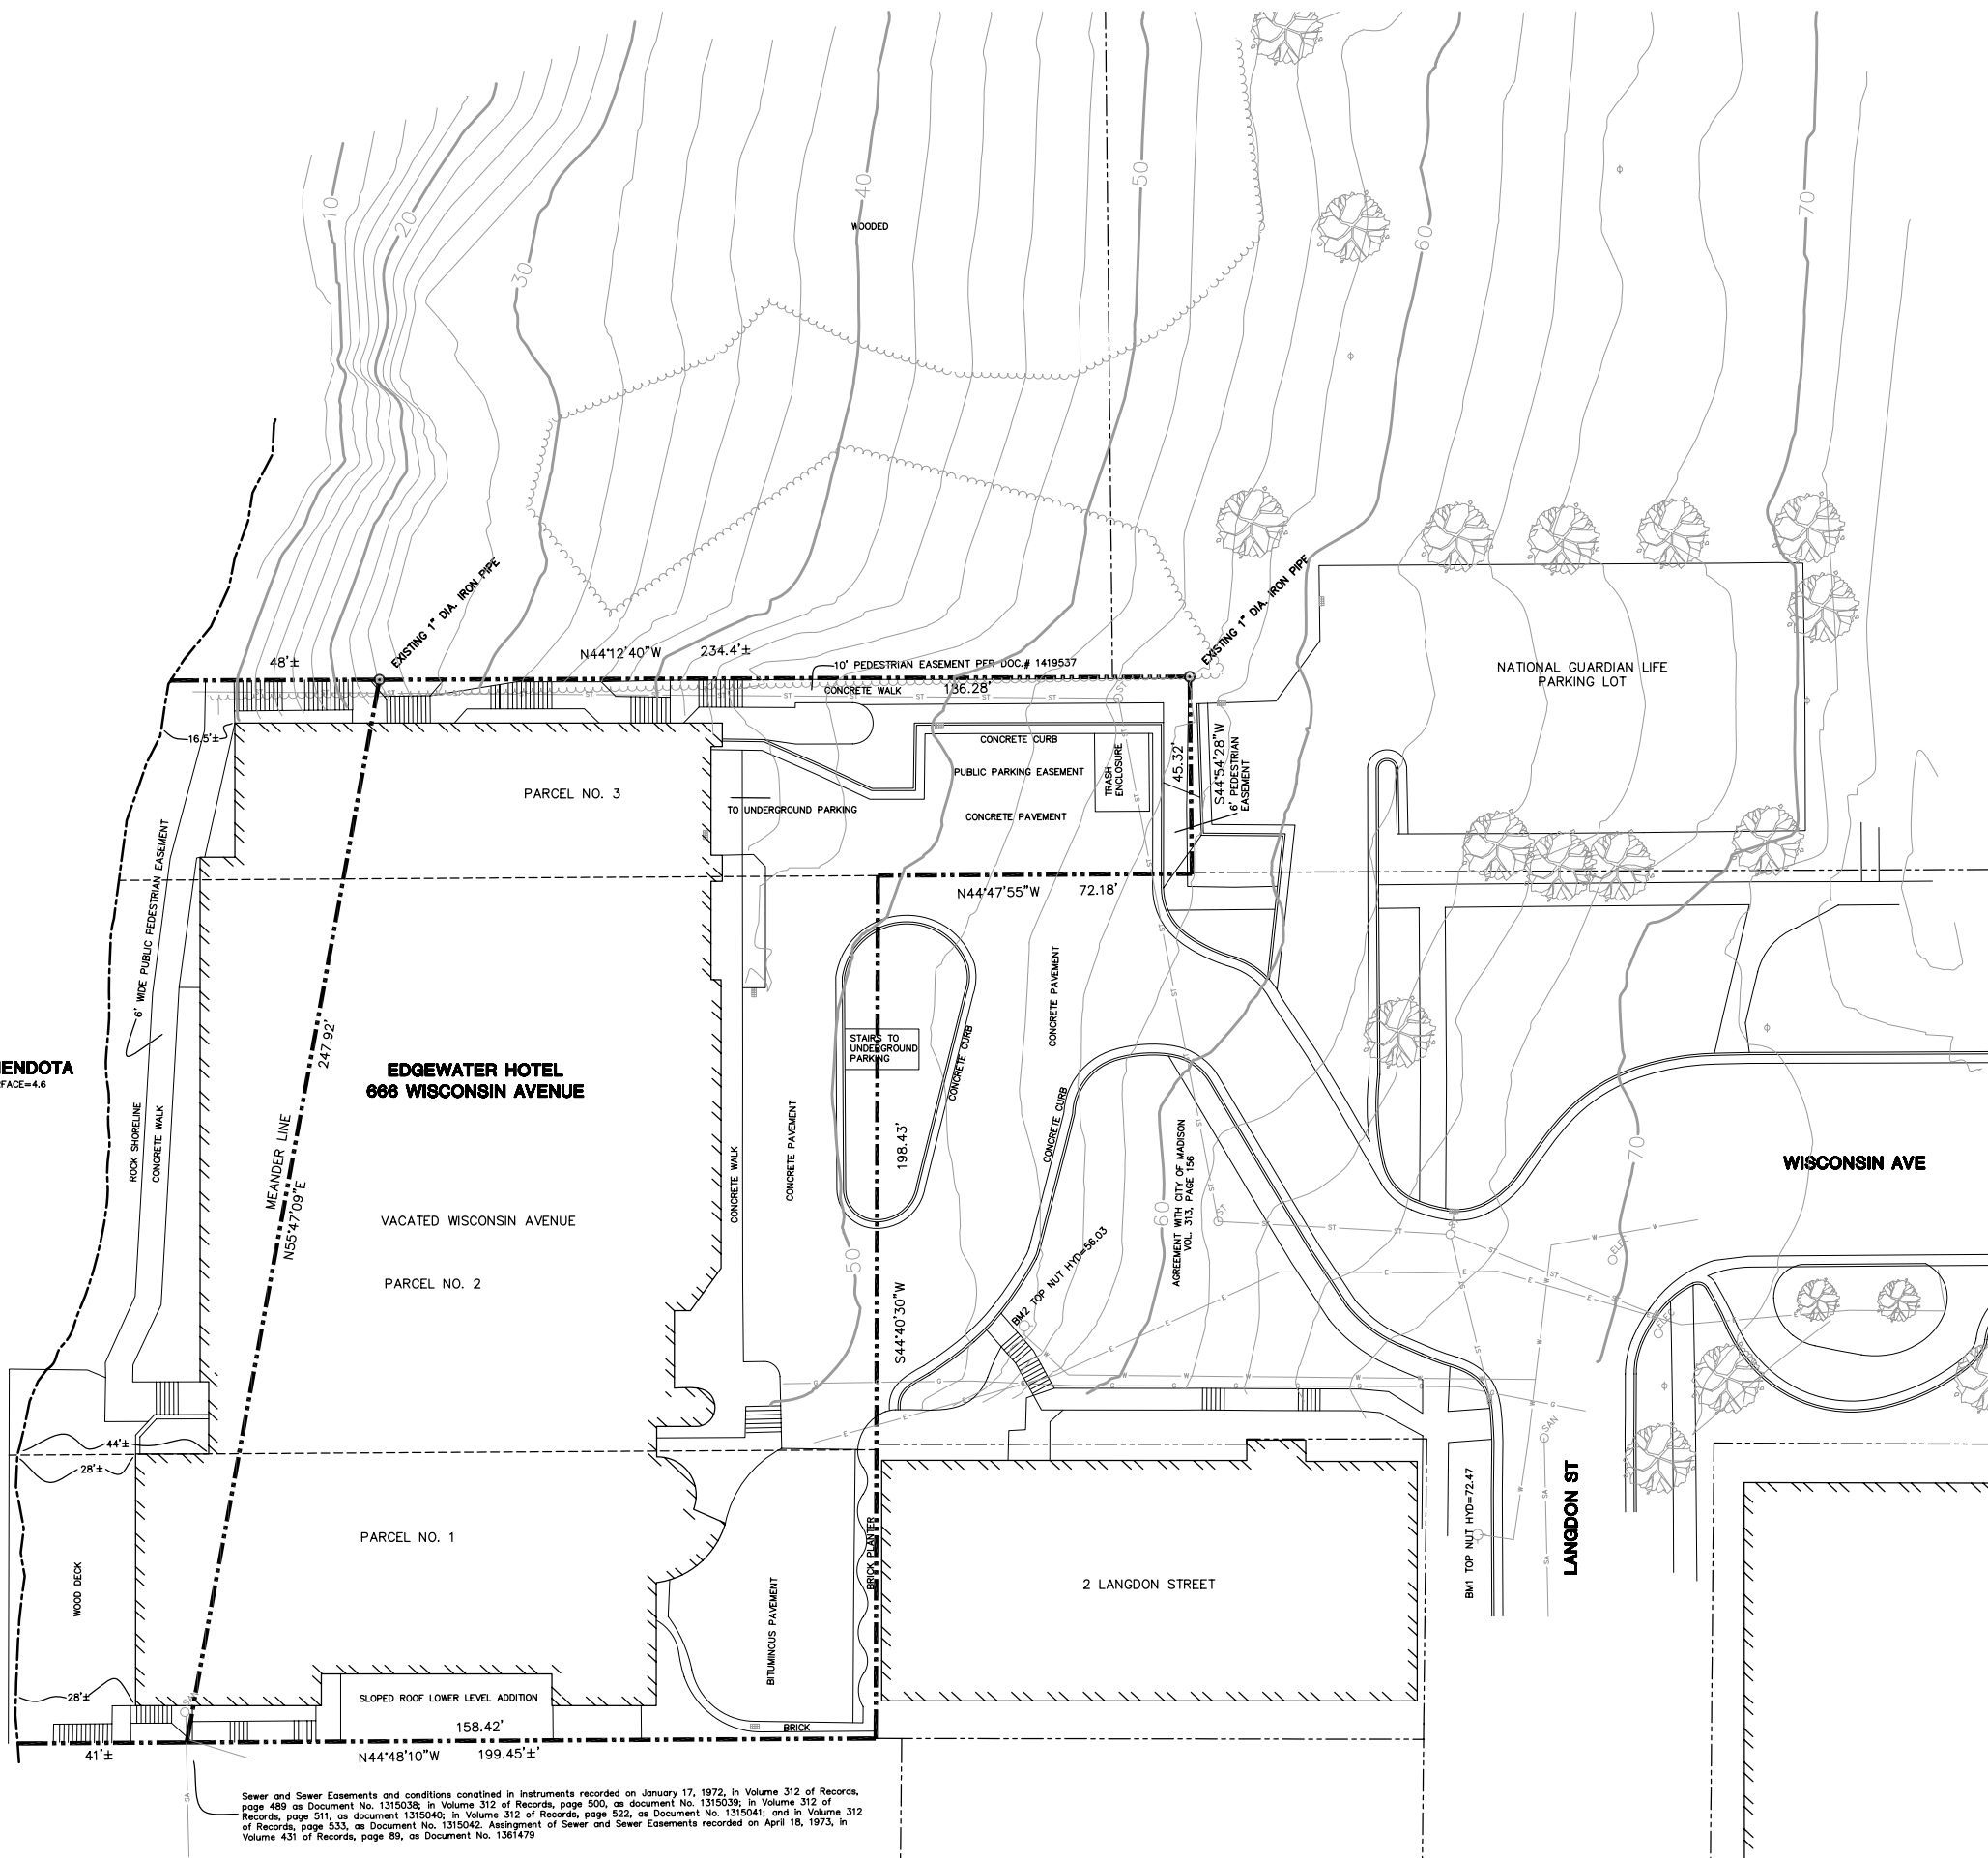 10
20
30
40
50
60
70
WOODED
EXISTING 1" DIA. IRON PIPE
EXISTING 1" DIA. IRON PIPE
48'±
N44°12'40"W
234.4'±
10' PEDESTRIAN EASEMENT PER DOC.# 1419537
CONCRETE WALK
136.28'
NATIONAL GUARDIAN LIFE
PARKING LOT
16.5'±
CONCRETE CURB
PUBLIC PARKING EASEMENT
TRASH
ENCLOSURE
45.32'
S44°54'28"W
6' PEDESTRIAN
EASEMENT
PARCEL NO. 3
TO UNDERGROUND PARKING
CONCRETE PAVEMENT
N44°47'55"W
72.18'
6' WIDE PUBLIC PEDESTRIAN EASEMENT
CONCRETE PAVEMENT
STAIRS TO
UNDERGROUND
PARKING
CONCRETE CURB
247.92'
ENDOTA
FACE=4.6
EDGEWATER HOTEL
666 WISCONSIN AVENUE
ROCK SHORELINE
CONCRETE WALK
MEANDER LINE
N55°47'09"E
CONCRETE WALK
CONCRETE PAVEMENT
198.43'
CONCRETE CURB
AGREEMENT WITH CITY OF MADISON
VOL. 313, PAGE 156
70
WISCONSIN AVE
VACATED WISCONSIN AVENUE
PARCEL NO. 2
50
60
S44°40'30"W
BM2 TOP NUT HYD=56.03
ELEC
ELEC
ST
SAN
44'±
28'±
PARCEL NO. 1
WOOD DECK
BITUMINOUS PAVEMENT
BRICK PLANTER
2 LANGDON STREET
BM1 TOP NUT HYD=72.47
LANGDON ST
28'±
SLOPED ROOF LOWER LEVEL ADDITION
158.42'
BRICK
41'±
N44°48'10"W
199.45'±'
Sewer and Sewer Easements and conditions conatined in Instruments recorded on January 17, 1972, in Volume 312 of Records,
page 489 as Document No. 1315038; in Volume 312 of Records, page 500, as document No. 1315039; in Volume 312 of
Records, page 511, as document 1315040; in Volume 312 of Records, page 522, as Document No. 1315041; and in Volume 312
of Records, page 533, as Document No. 1315042. Assingment of Sewer and Sewer Easements recorded on April 18, 1973, in
Volume 431 of Records, page 89, as Document No. 1361479